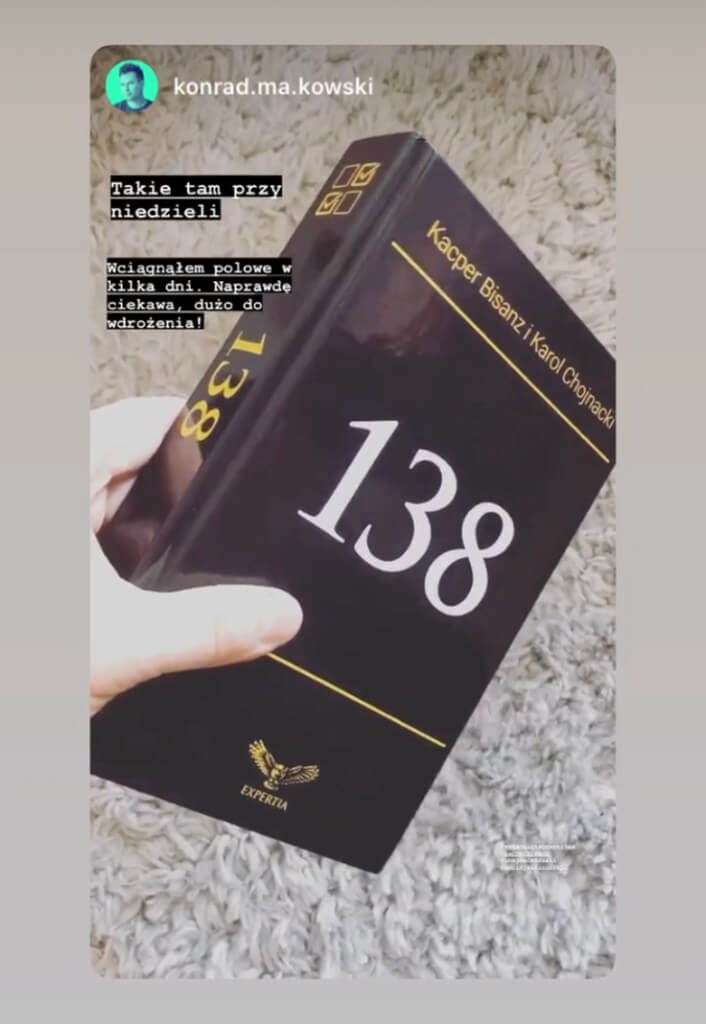 konrad.ma.kowski
Takie tam przy
niedzieli
Wciągnąłem polowe w
kilka dni. Naprawdę
ciekawa, dużo do
wdrożenia!
138
Kacper Bisanz i Karol Chojnacki
138
EXPERTIA